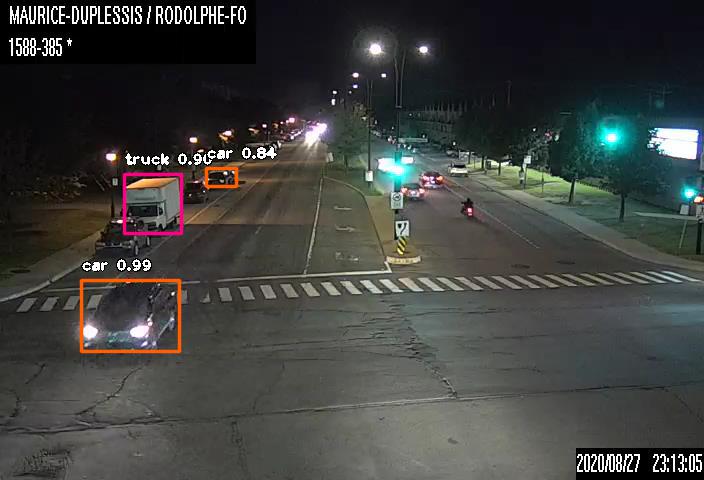 MAURICE-DUPLESSIS / RODOLPHE-FO
1588-385 *
truck 0.90
car 0.84
car 0.99
2020/08/27 23:13:05